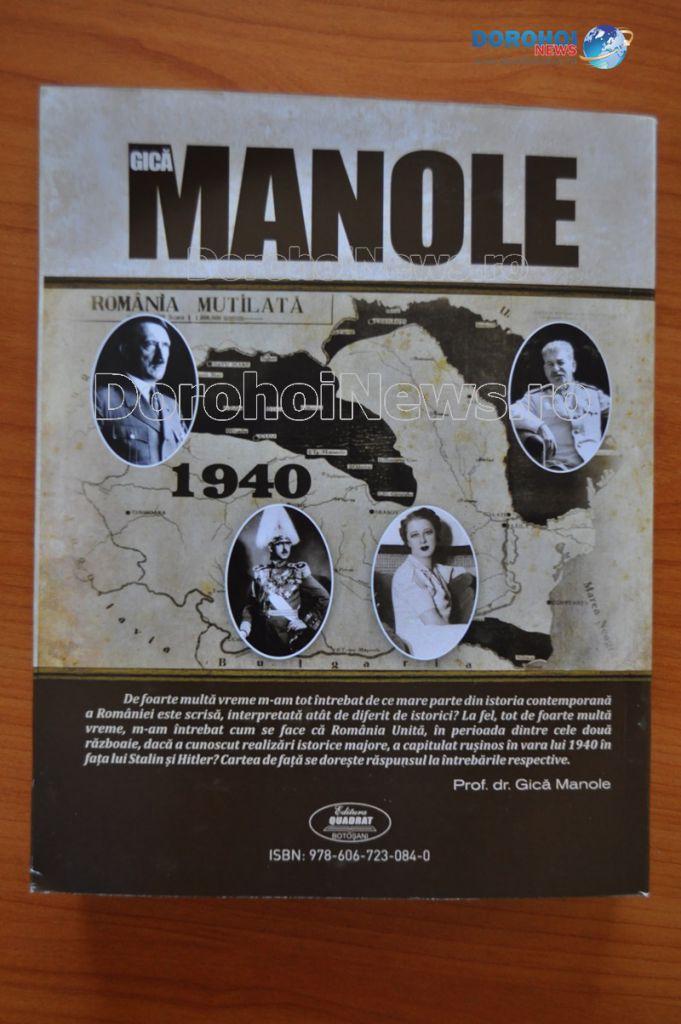 DOROHOI
NEWS
GICĂ
MANOLE
DorohoiNews.ro
ROMÂNIA MUTILATĂ
DorohoiNews.ro
1940
TIMIȘOARA
BRAȘOV
GALAȚI
Marea Neagră
Bulgaria
De foarte multă vreme m-am tot întrebat de ce mare parte din istoria contemporană
a României este scrisă, interpretată atât de diferit de istorici? La fel, tot de foarte multă
vreme, m-am întrebat cum se face că România Unită, în perioada dintre cele două
războaie, dacă a cunoscut realizări istorice majore, a capitulat rușinos în vara lui 1940 în
fața lui Stalin și Hitler? Cartea de față se dorește răspunsul la întrebările respective.
Prof. dr. Gică Manole
Editura
QUADRAT
BOTOȘANI
ISBN: 978-606-723-084-0